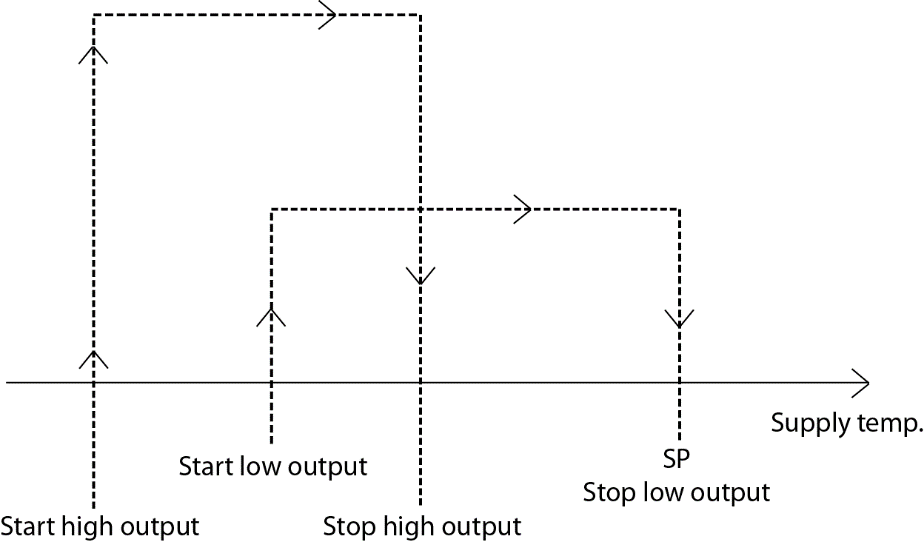 Supply temp.
Start low output
SP
Stop low output
Start high output
Stop high output